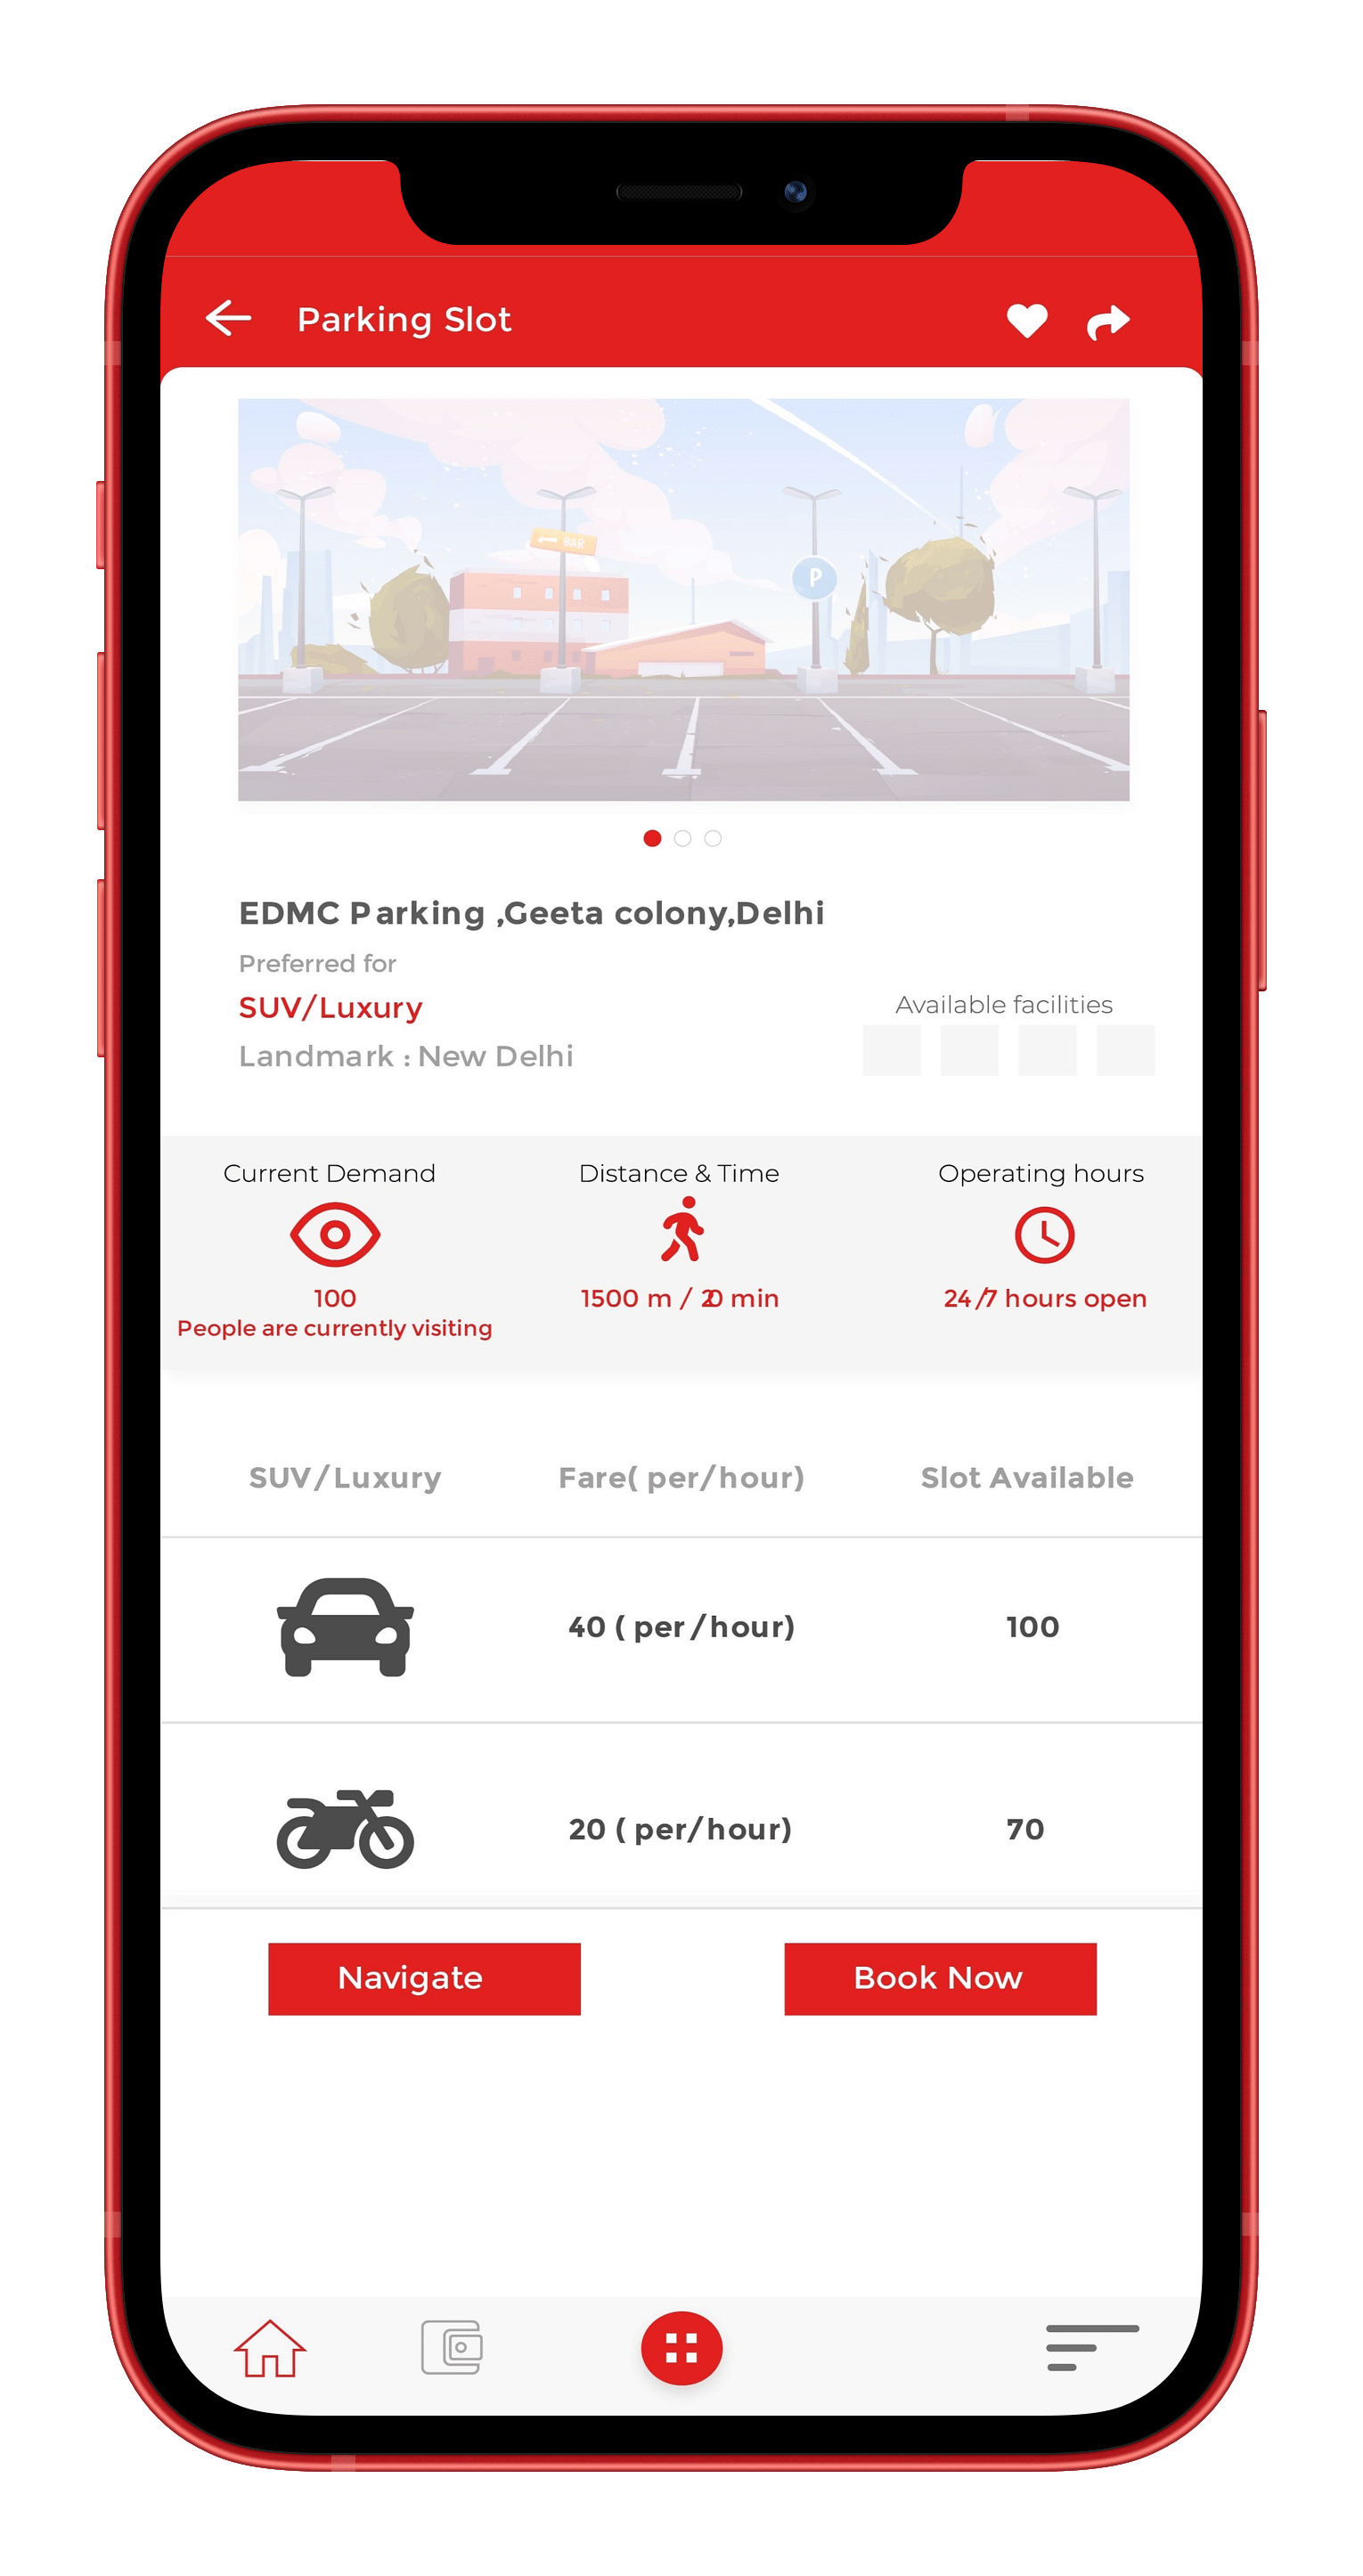 Parking Slot
BAR
P
EDMC Parking ,Geeta colony,Delhi
Preferred for
SUV/Luxury
Available facilities
Landmark : New Delhi
Current Demand
Distance & Time
Operating hours
100
1500 m / 20 min
24/7 hours open
People are currently visiting
SUV/Luxury
Fare( per/hour)
Slot Available
40 ( per/hour)
100
20 ( per/hour)
70
Navigate
Book Now